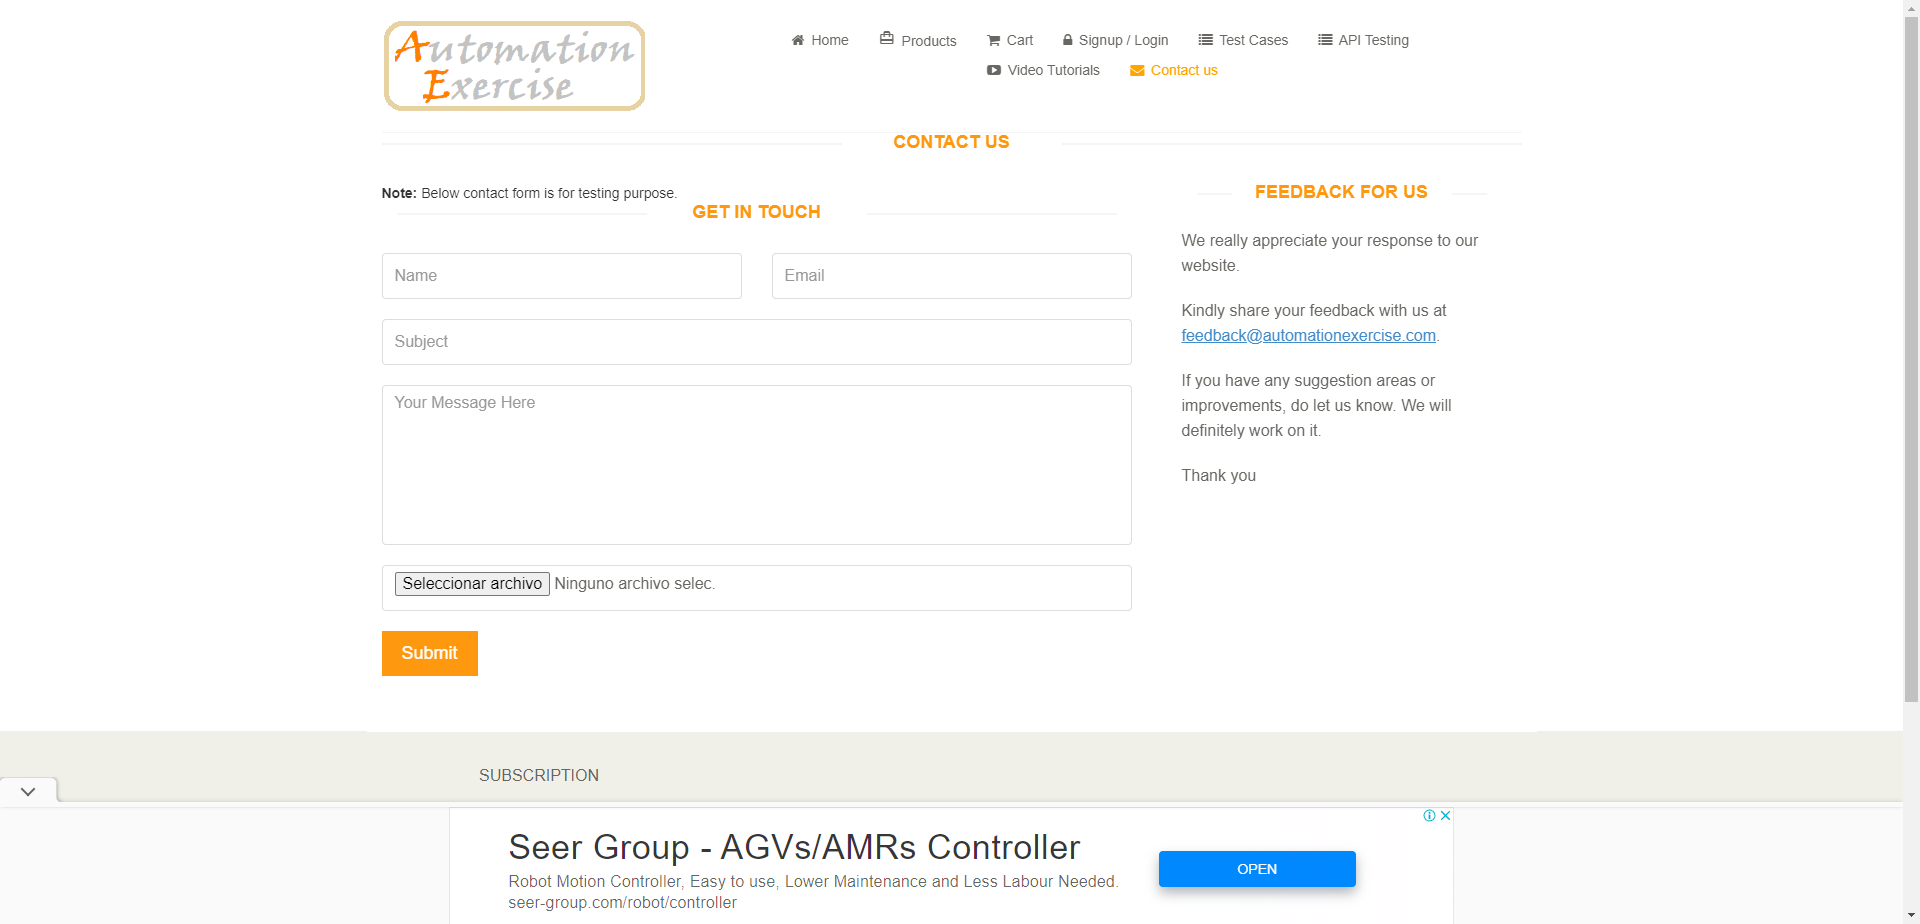 Automation
Exercise
Home Products Cart Signup / Login Test Cases API Testing
Video Tutorials Contact us
CONTACT US
Note: Below contact form is for testing purpose.
GET IN TOUCH
Name Email
Subject
Your Message Here
Seleccionar archivo Ninguno archivo selec.
Submit
FEEDBACK FOR US
We really appreciate your response to our
website.
Kindly share your feedback with us at
feedback@automationexercise.com.
If you have any suggestion areas or
improvements, do let us know. We will
definitely work on it.
Thank you
SUBSCRIPTION
Seer Group - AGVs/AMRs Controller
Robot Motion Controller, Easy to use, Lower Maintenance and Less Labour Needed.
seer-group.com/robot/controller
OPEN